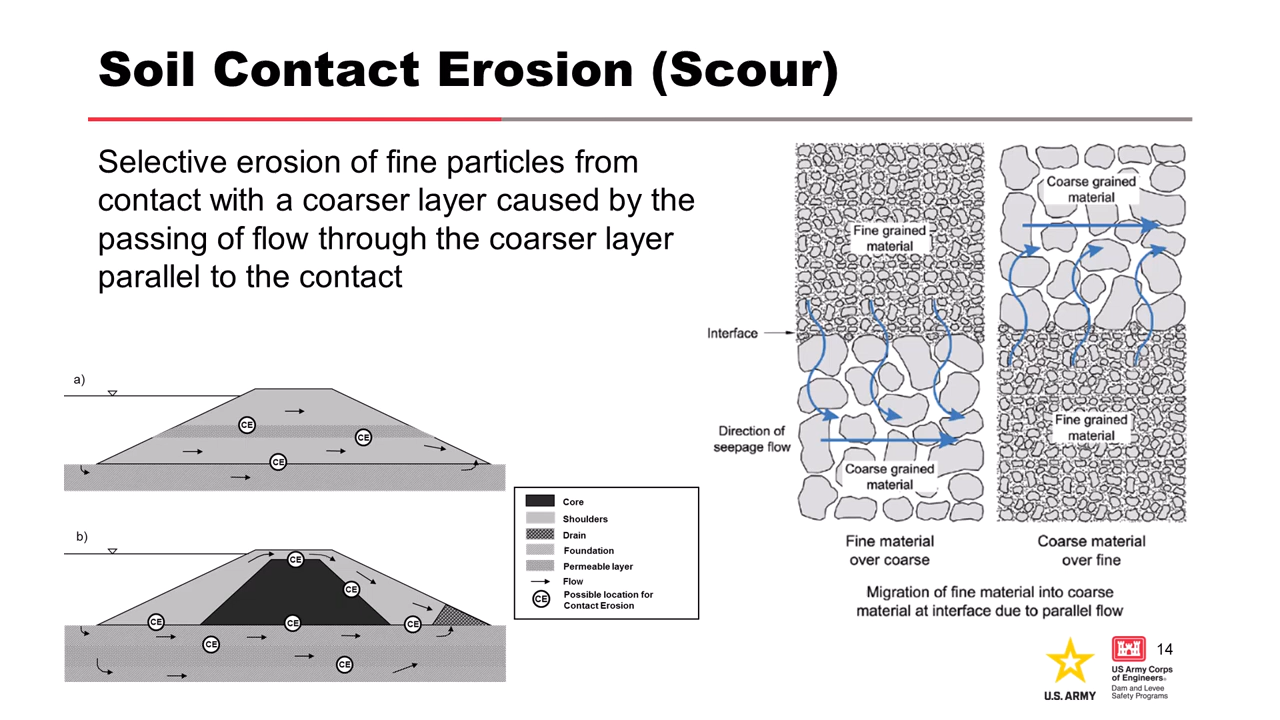 Soil Contact Erosion (Scour)
Selective erosion of fine particles from
contact with a coarser layer caused by the
passing of flow through the coarser layer
parallel to the contact
a)
CE
CE
CE
b)
CE
CE
CE
CE
CE
CE
CE
Core
Shoulders
Drain
Foundation
Permeable layer
Flow
CE
Possible location for
Contact Erosion
Fine grained
material
Interface
Direction of
seepage flow
Coarse grained
material
Coarse grained
material
Fine grained
material
Fine material
over coarse
Coarse material
over fine
Migration of fine material into coarse
material at interface due to parallel flow
U.S. ARMY
US Army Corps
of Engineers®
Dam and Levee
Safety Programs
14